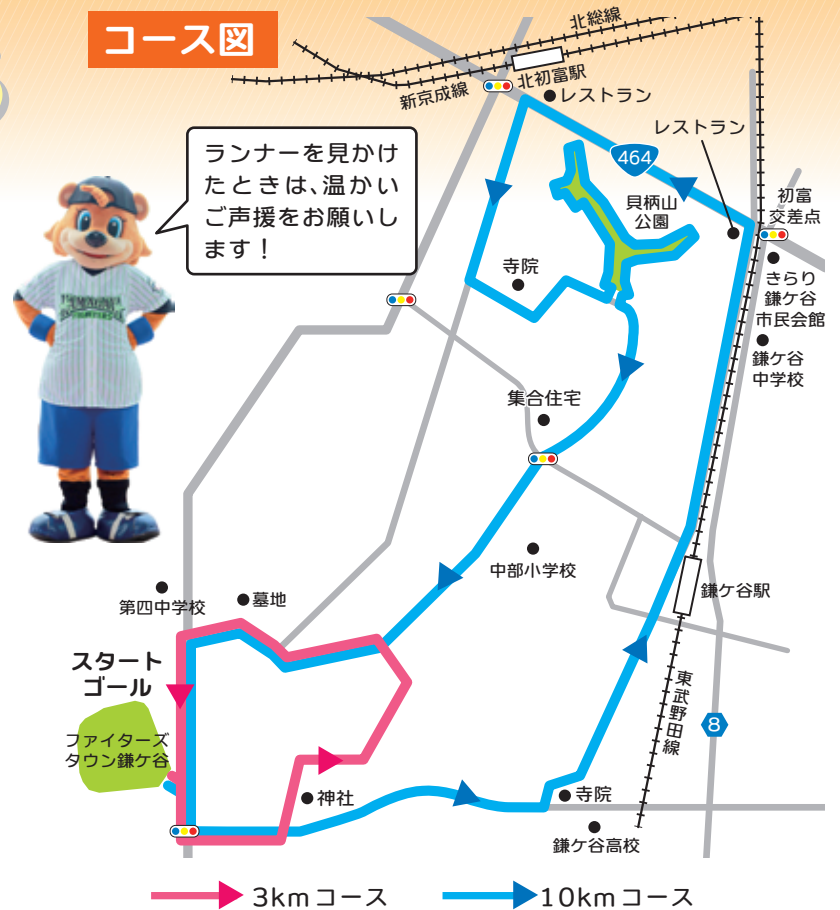 コース図
北総線
新京成線
北初富駅
レストラン
レストラン
464
ランナーを見かけ
たときは、温かい
ご声援をお願いし
ます！
貝柄山
公園
初富
交差点
寺院
きらり
鎌ケ谷
市民会館
鎌ケ谷
中学校
集合住宅
中部小学校
鎌ケ谷駅
第四中学校
墓地
スタート
ゴール
東武野田線
8
ファイターズ
タウン鎌ケ谷
神社
寺院
鎌ケ谷高校
3kmコース
10kmコース